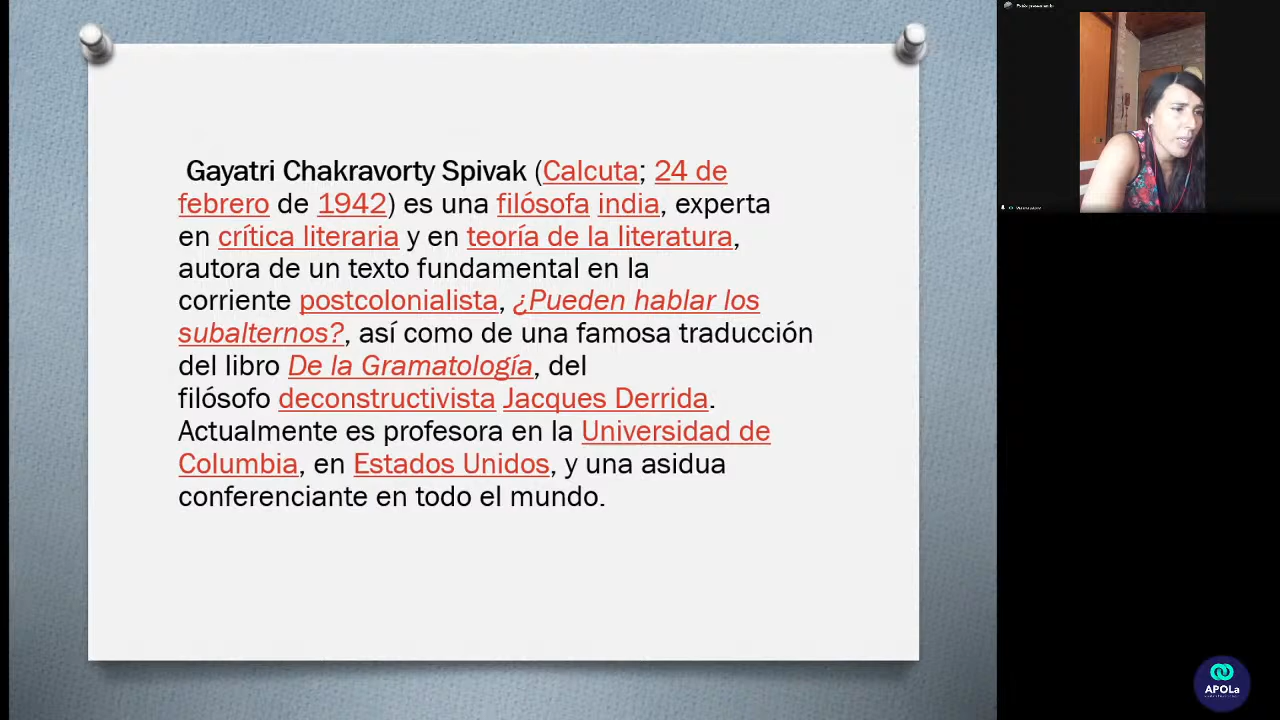 Gayatri Chakravorty Spivak (Calcuta; 24 de
febrero de 1942) es una filósofa india, experta
en crítica literaria y en teoría de la literatura,
autora de un texto fundamental en la
corriente postcolonialista, ¿Pueden hablar los
subalternos?, así como de una famosa traducción
del libro De la Gramatología, del
filósofo deconstructivista Jacques Derrida.
Actualmente es profesora en la Universidad de
Columbia, en Estados Unidos, y una asidua
conferenciante en todo el mundo.
APOLa